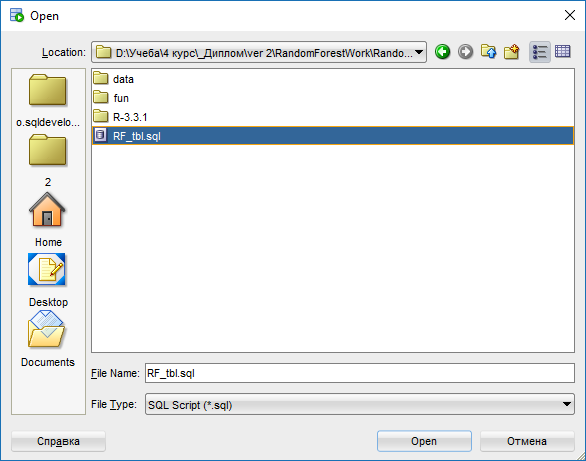 Open
Location:
D:\Учеба\4 курс\_Диплом\ver 2\RandomForestWork\Rando...
o.sqldevelo...
2
Home
Desktop
Documents
data
fun
R-3.3.1
RF_tbl.sql
File Name:
RF_tbl.sql
File Type:
SQL Script (*.sql)
Справка
Open
Отмена